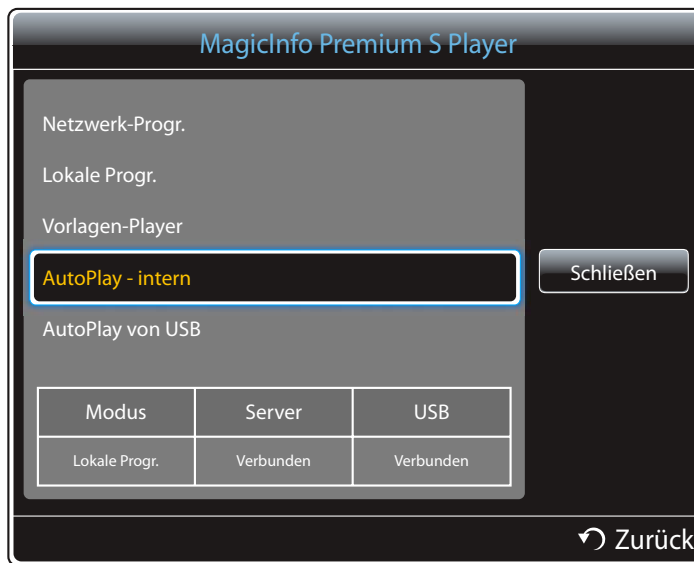 MagicInfo Premium S Player
Netzwerk-Progr.
Lokale Progr.
Vorlagen-Player
AutoPlay - intern
Schließen
AutoPlay von USB
Modus Server USB
Lokale Progr. Verbunden Verbunden
Zurück